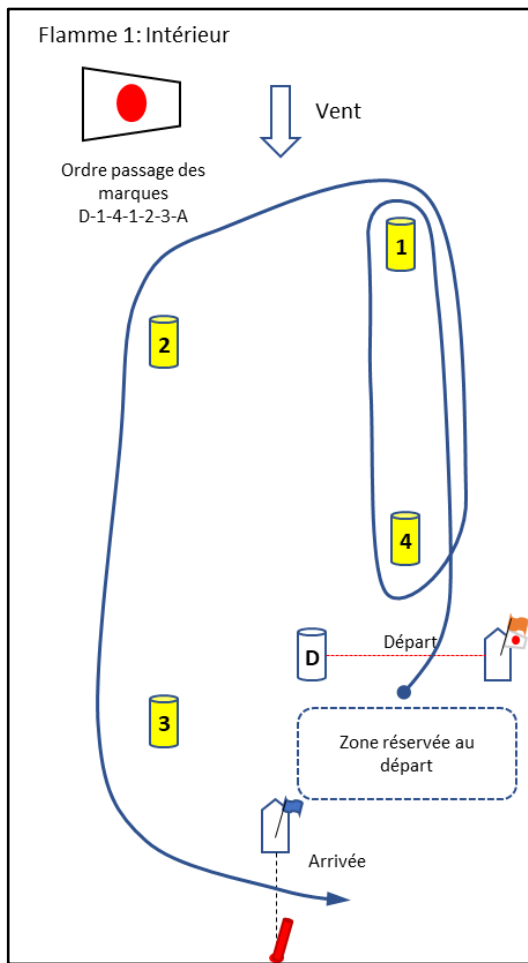 Flamme 1: Intérieur
Vent
Ordre passage des
marques
D-1-4-1-2-3-A
1
2
4
D
Départ
3
Zone réservée au
départ
Arrivée